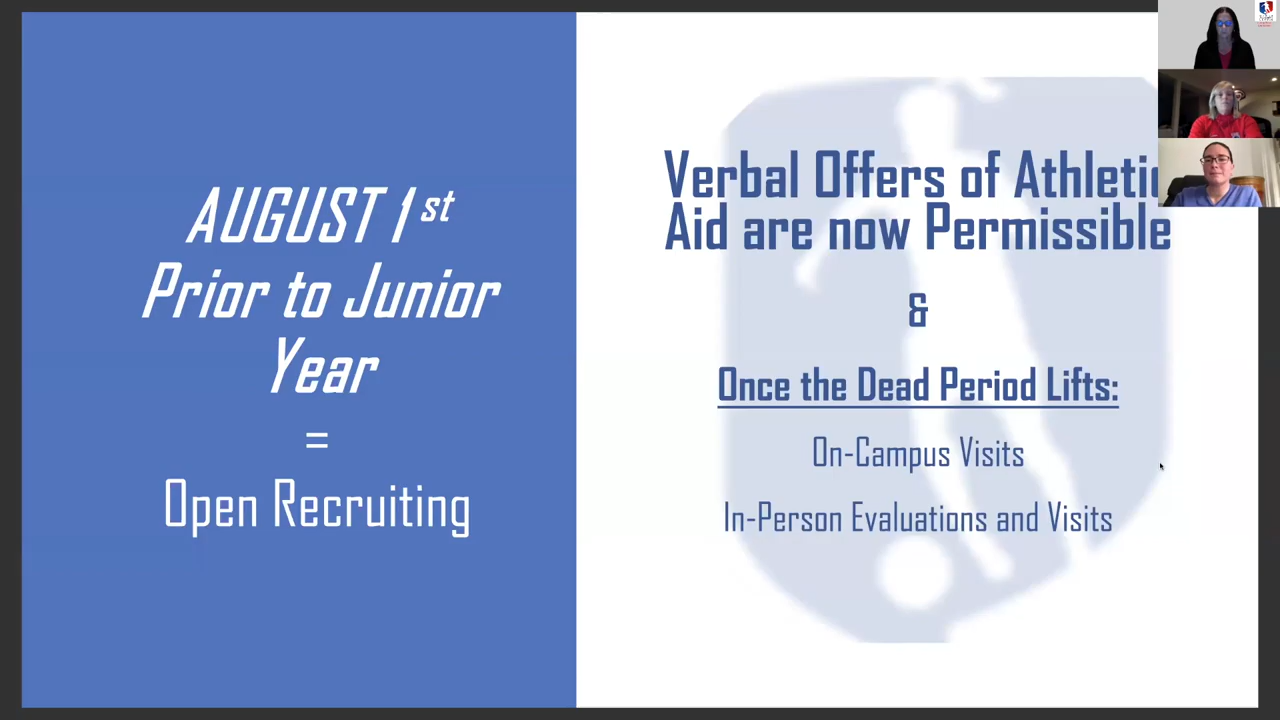 AUGUST 1st
Prior to Junior
Year
=
Open Recruiting
Verbal Offers of Athletic
Aid are now Permissible
&
Once the Dead Period Lifts:
On-Campus Visits
In-Person Evaluations and Visits